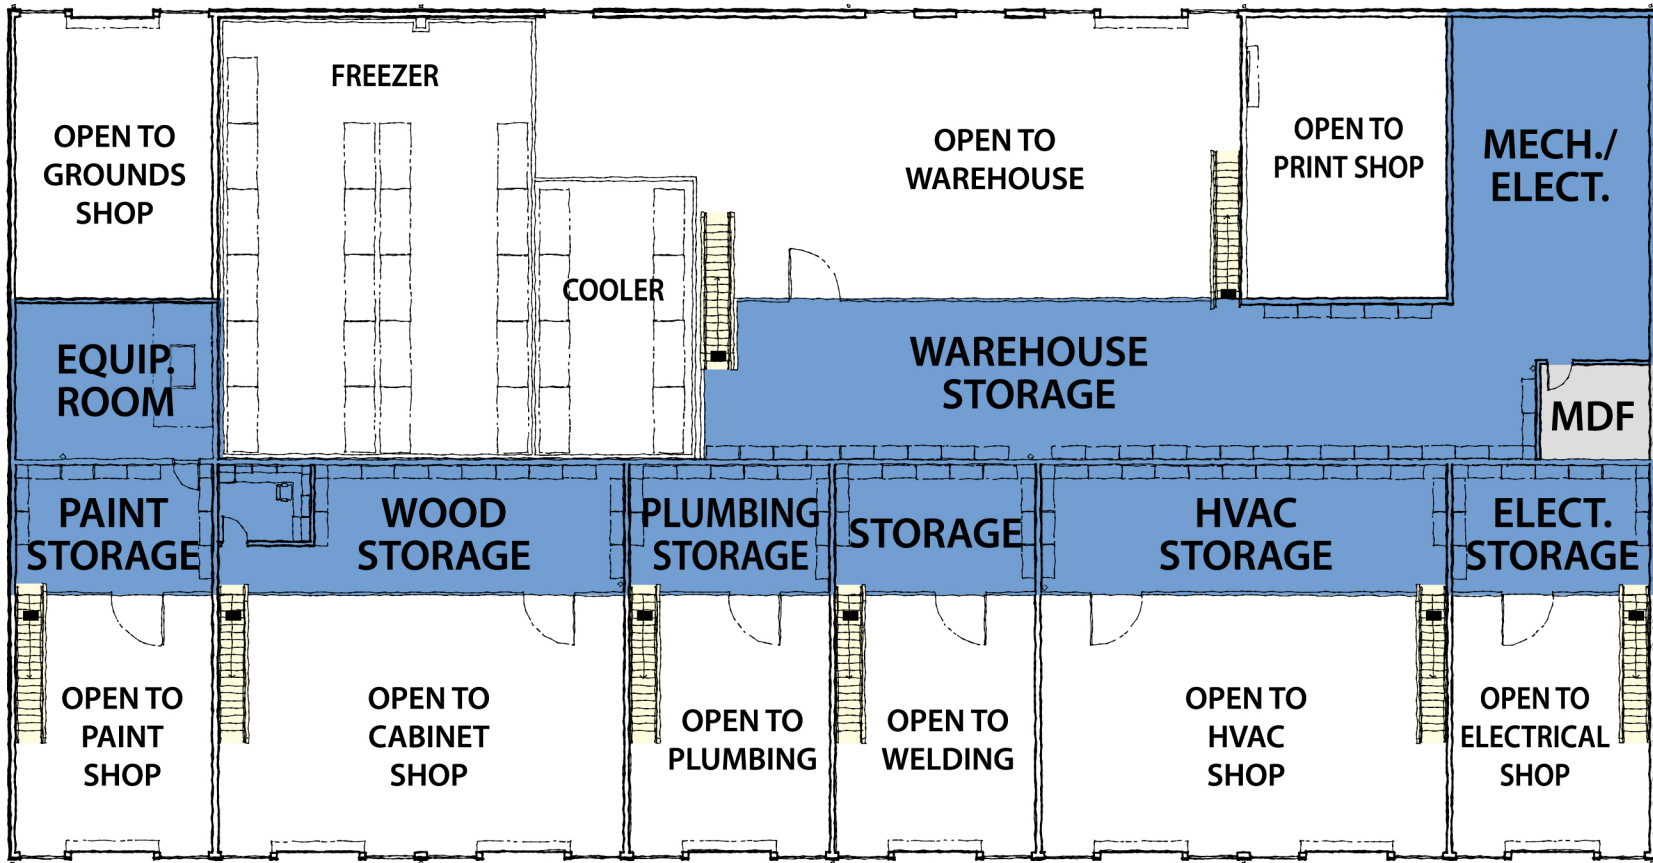 FREEZER
OPEN TO
GROUNDS
SHOP
OPEN TO
WAREHOUSE
OPEN TO
PRINT SHOP
MECH./
ELECT.
COOLER
EQUIP.
ROOM
WAREHOUSE
STORAGE
MDF
PAINT
STORAGE
WOOD
STORAGE
PLUMBING
STORAGE
STORAGE
HVAC
STORAGE
ELECT.
STORAGE
OPEN TO
PAINT
SHOP
OPEN TO
CABINET
SHOP
OPEN TO
PLUMBING
OPEN TO
WELDING
OPEN TO
HVAC
SHOP
OPEN TO
ELECTRICAL
SHOP